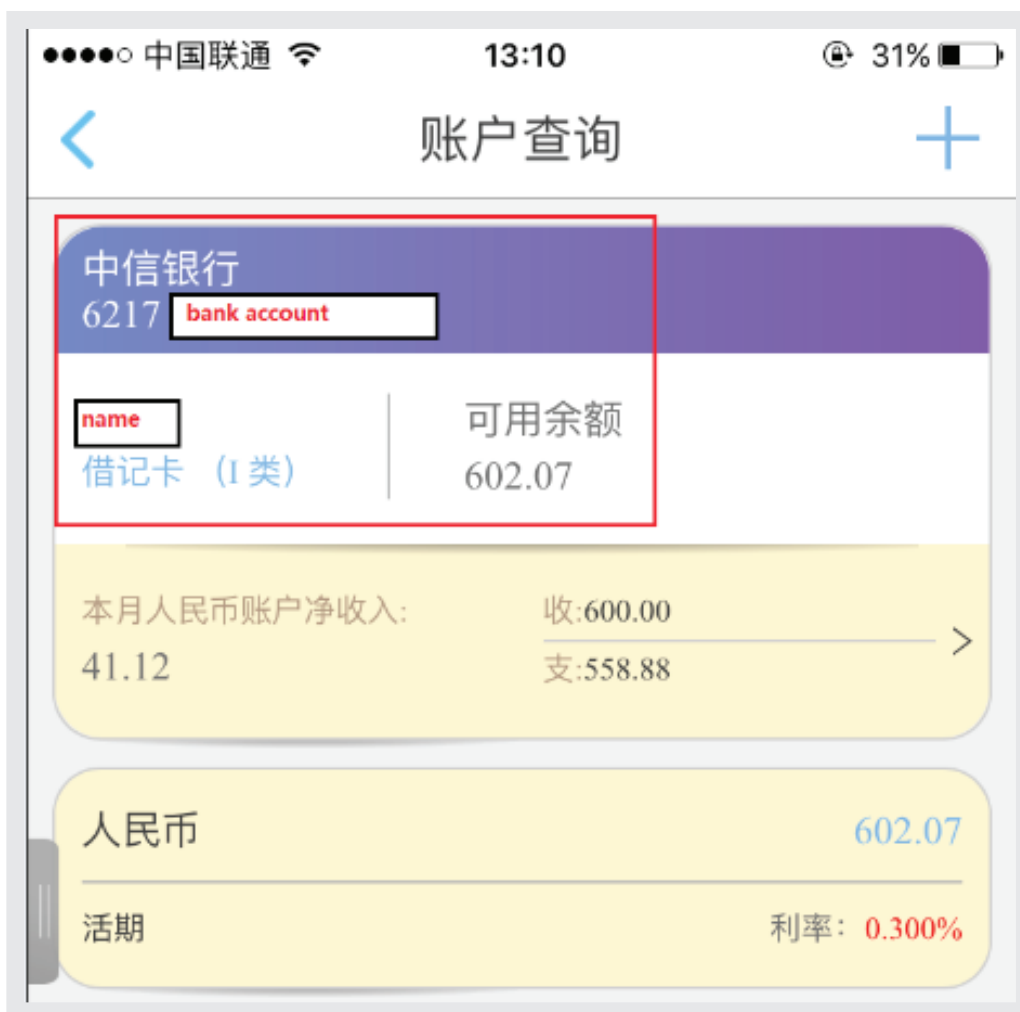 中国联通 13:10 31%
账户查询
中信银行
6217 bank account
name
借记卡 （I 类）
可用余额
602.07
本月人民币账户净收入:
41.12
收:600.00
支:558.88
人民币 602.07
活期 利率： 0.300%